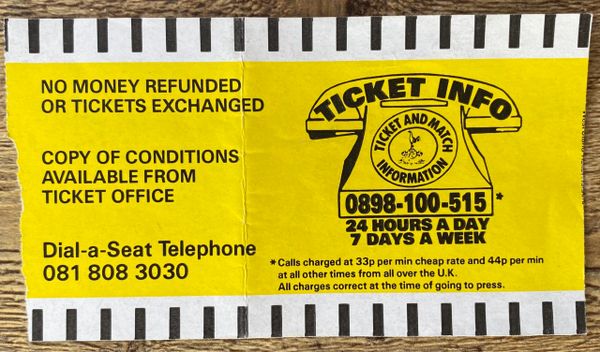 NO MONEY REFUNDED
OR TICKETS EXCHANGED
COPY OF CONDITIONS
AVAILABLE FROM
TICKET OFFICE
Dial-a-Seat Telephone
081 808 3030
TICKET INFO
TICKET AND MATCH
INFORMATION
0898-100-515*
24 HOURS A DAY
7 DAYS A WEEK
*Calls charged at 33p per min cheap rate and 44p per min
at all other times from all over the U.K.
All charges correct at the time of going to press.